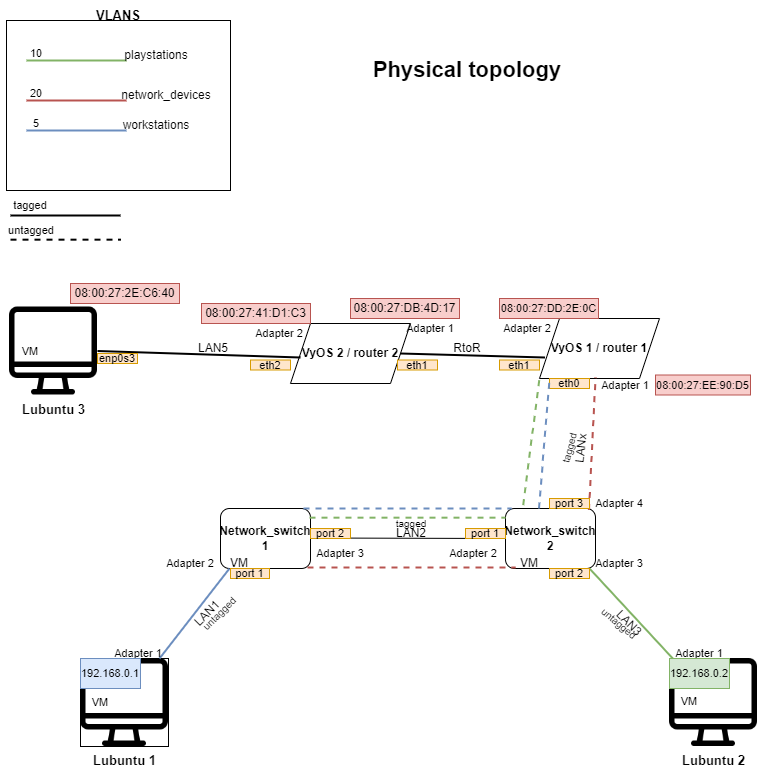 VLANS
10
playstations
20
network_devices
5
workstations
Physical topology
tagged
untagged
08:00:27:2E:C6:40
08:00:27:41:D1:C3
08:00:27:DB:4D:17
08:00:27:DD:2E:0C
Adapter 2
Adapter 1
Adapter 2
VM
LAN5
VyOS 2 / router 2
RtoR
VyOS 1 / router 1
enp0s3
eth2
eth1
eth1
eth0
Adapter 1
08:00:27:EE:90:D5
Lubuntu 3
tagged
LANx
port 3
Adapter 4
Network_switch
1
port 2
tagged
LAN2
port 1
Network_switch
2
Adapter 2
VM
Adapter 3
Adapter 2
VM
Adapter 3
port 1
port 2
LAN1
untagged
LAN3
untagged
Adapter 1
Adapter 1
192.168.0.1
192.168.0.2
VM
VM
Lubuntu 1
Lubuntu 2